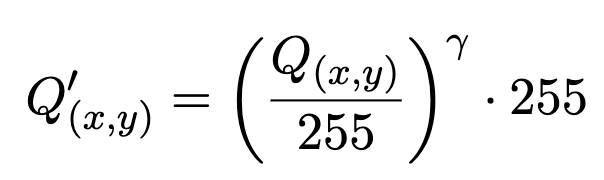 $Q'_{(x,y)} = \left( \frac{Q_{(x,y)}}{255} \right)^{\gamma} \cdot 255$